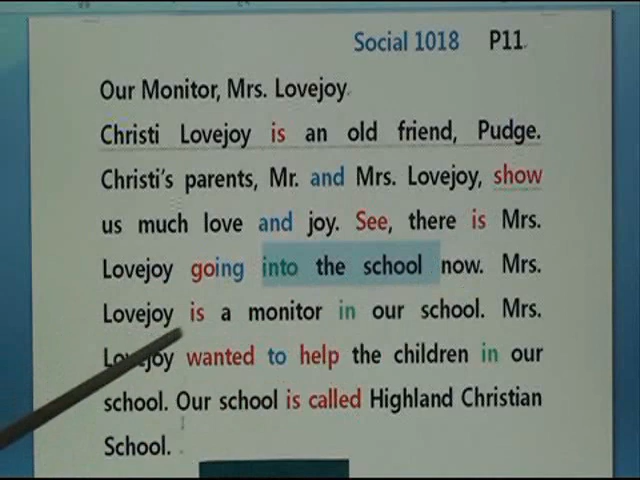 Social 1018 P11
Our Monitor, Mrs. Lovejoy
Christi Lovejoy is an old friend, Pudge.
Christi's parents, Mr. and Mrs. Lovejoy, show
us much love and joy. See, there is Mrs.
Lovejoy going into the school now. Mrs.
Lovejoy is a monitor in our school. Mrs.
Lovejoy wanted to help the children in our
school. Our school is called Highland Christian
School.